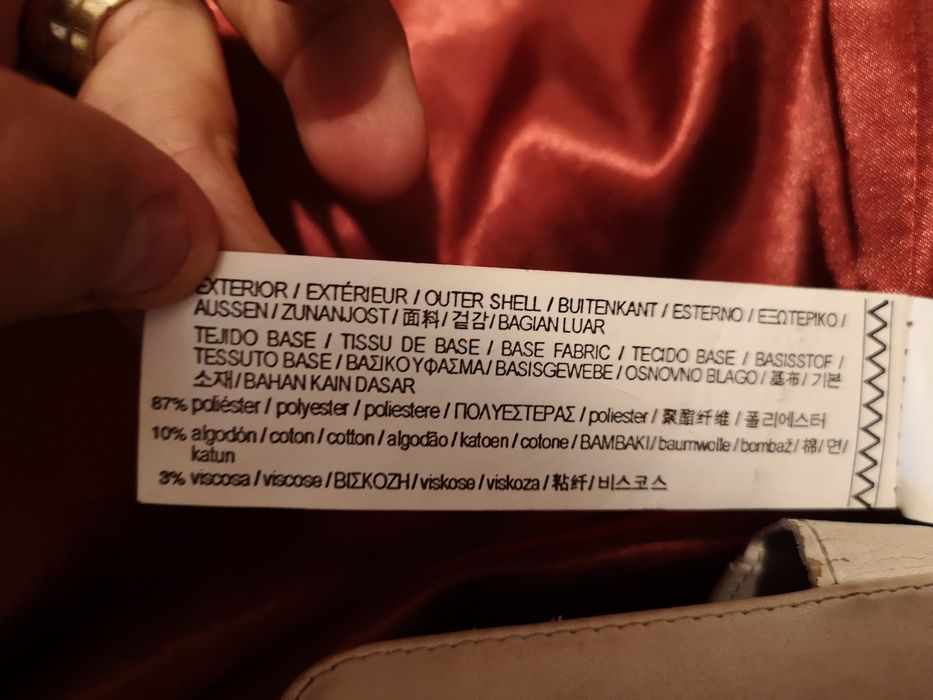 EXTERIOR / EXTÉRIEUR / OUTER SHELL / BUITENKANT / ESTERNO / ΕΞΩΤΕΡΙΚΟ /
AUSSEN / ZUNANJOST / 面料 / 겉감 / BAGIAN LUAR
TEJIDO BASE / TISSU DE BASE / BASE FABRIC / TECIDO BASE / BASISSTOF /
TESSUTO BASE / ΒΑΣΙΚΟ ΥΦΑΣΜΑ / BASISGEWEBE / OSNOVNO BLAGO / 基布 / 기본
소재 / BAHAN KAIN DASAR
87% poliéster / polyester / poliestere / ΠΟΛΥΕΣΤΕΡΑΣ / poliester / 聚酯纤维 / 폴리에스터
10% algodón / coton / cotton / algodão / katoen / cotone / BAMBAKI / baumwolle / bombaž / 棉 / 면 /
katun
3% viscosa / viscose / ΒΙΣΚΟΖΗ / viskose / viskoza / 粘纤 / 비스코스